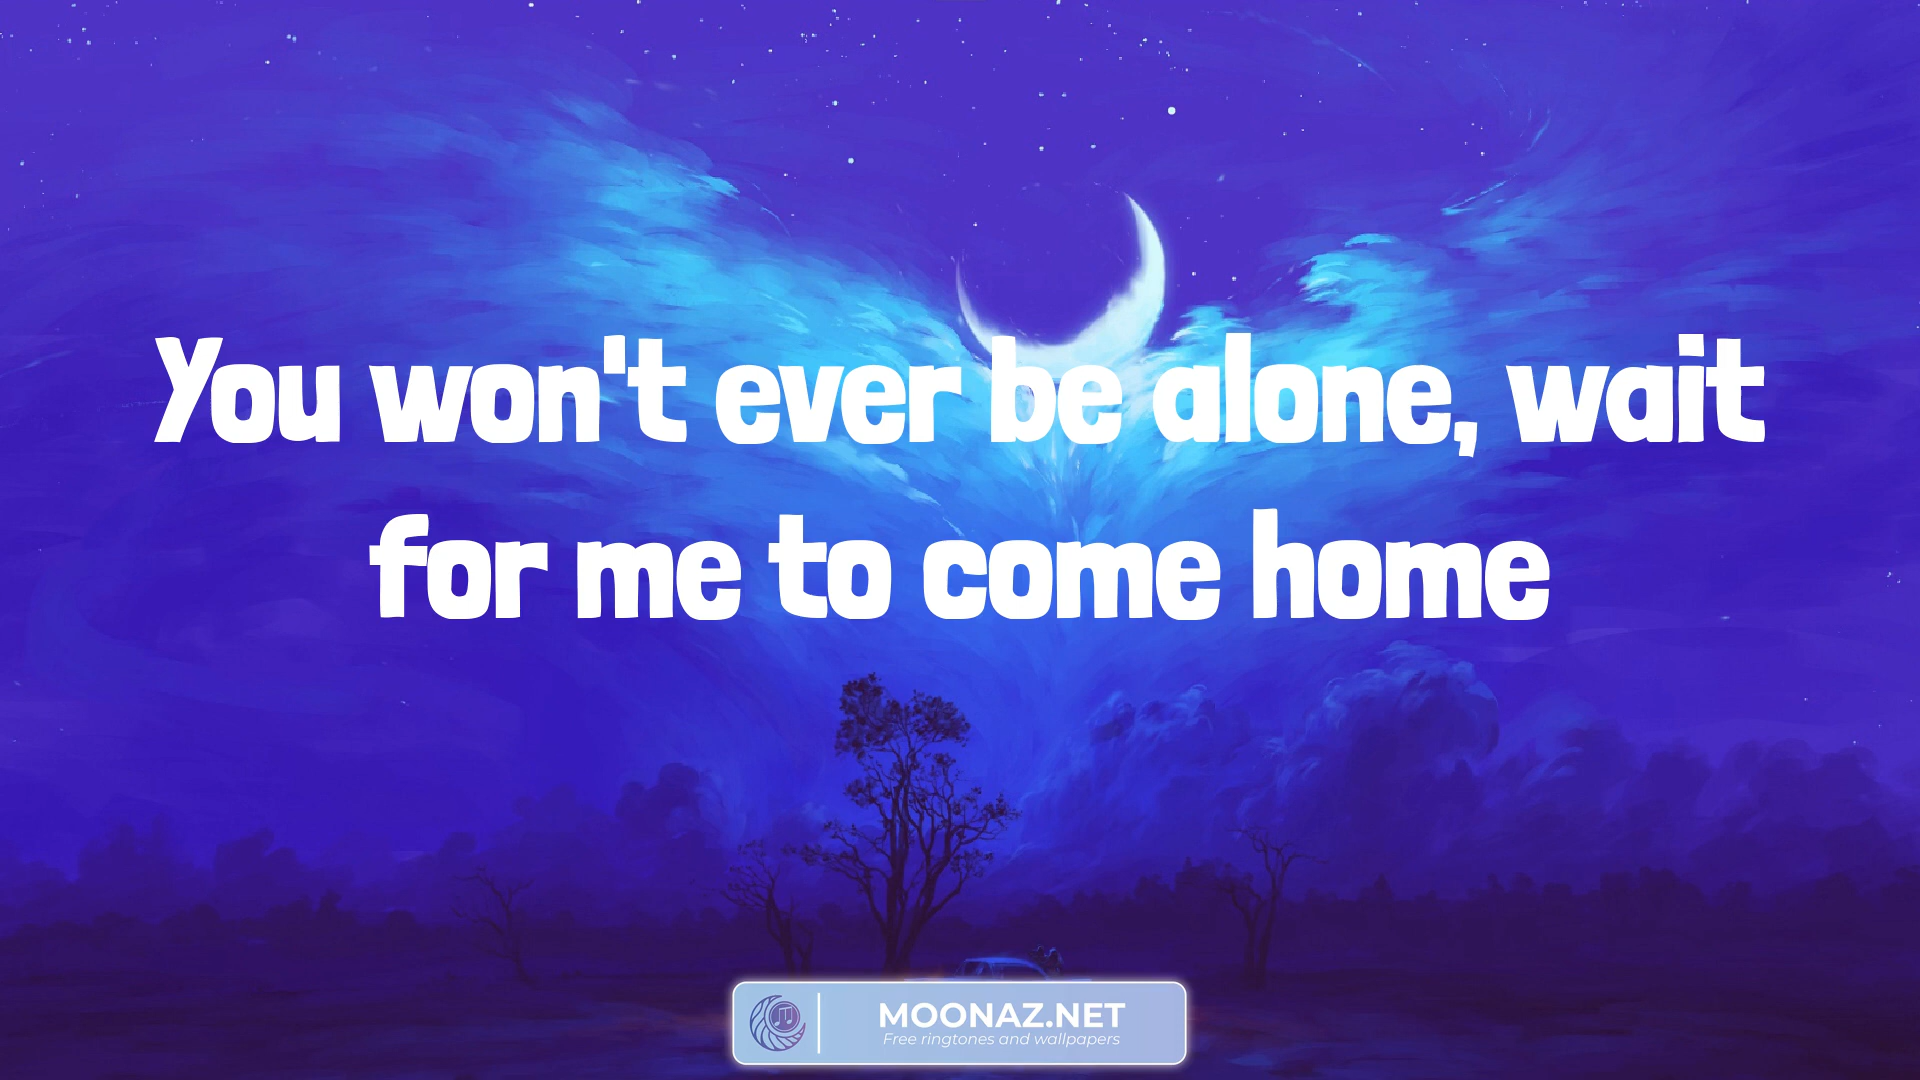 You won't ever be alone, wait
for me to come home
MOONAZ.NET
Free ringtones and wallpapers